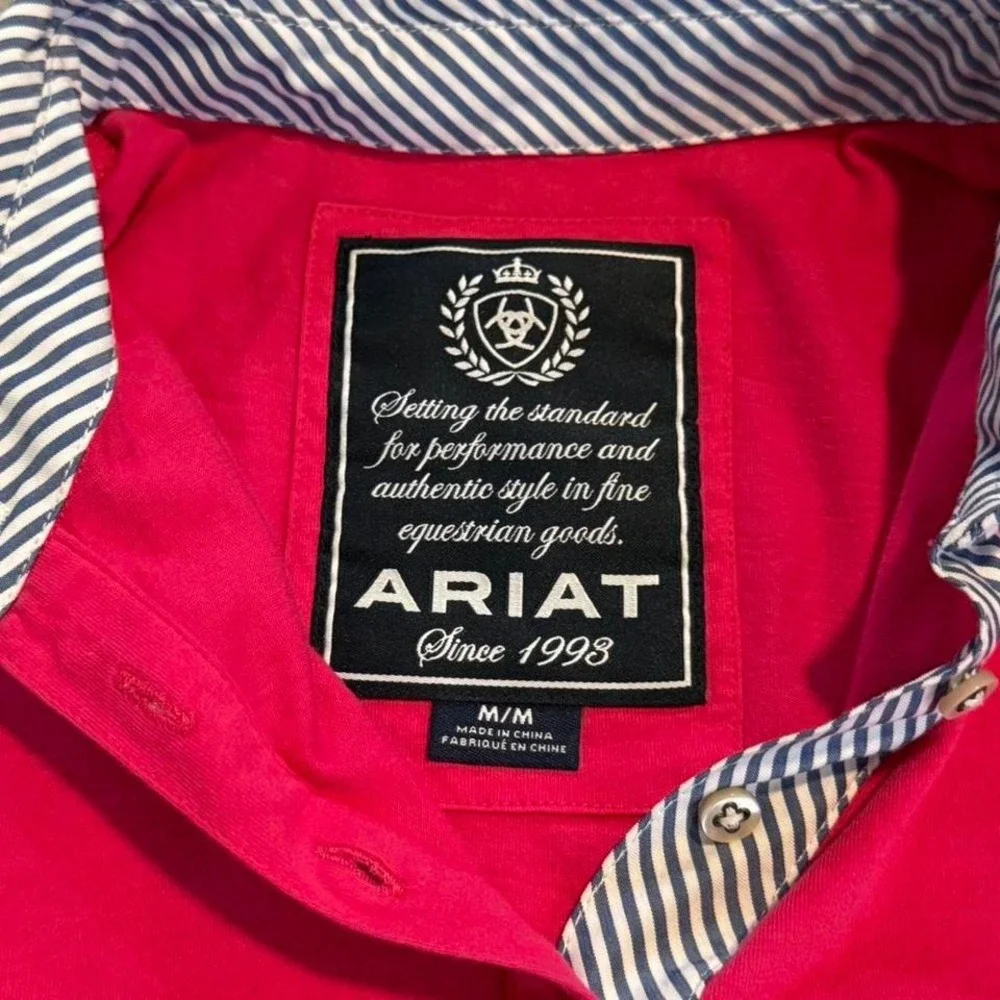 Setting the standard
for performance and
authentic style in fine
equestrian goods.
ARIAT
Since 1993
M/M
MADE IN CHINA
FABRIQUÉ EN CHINE